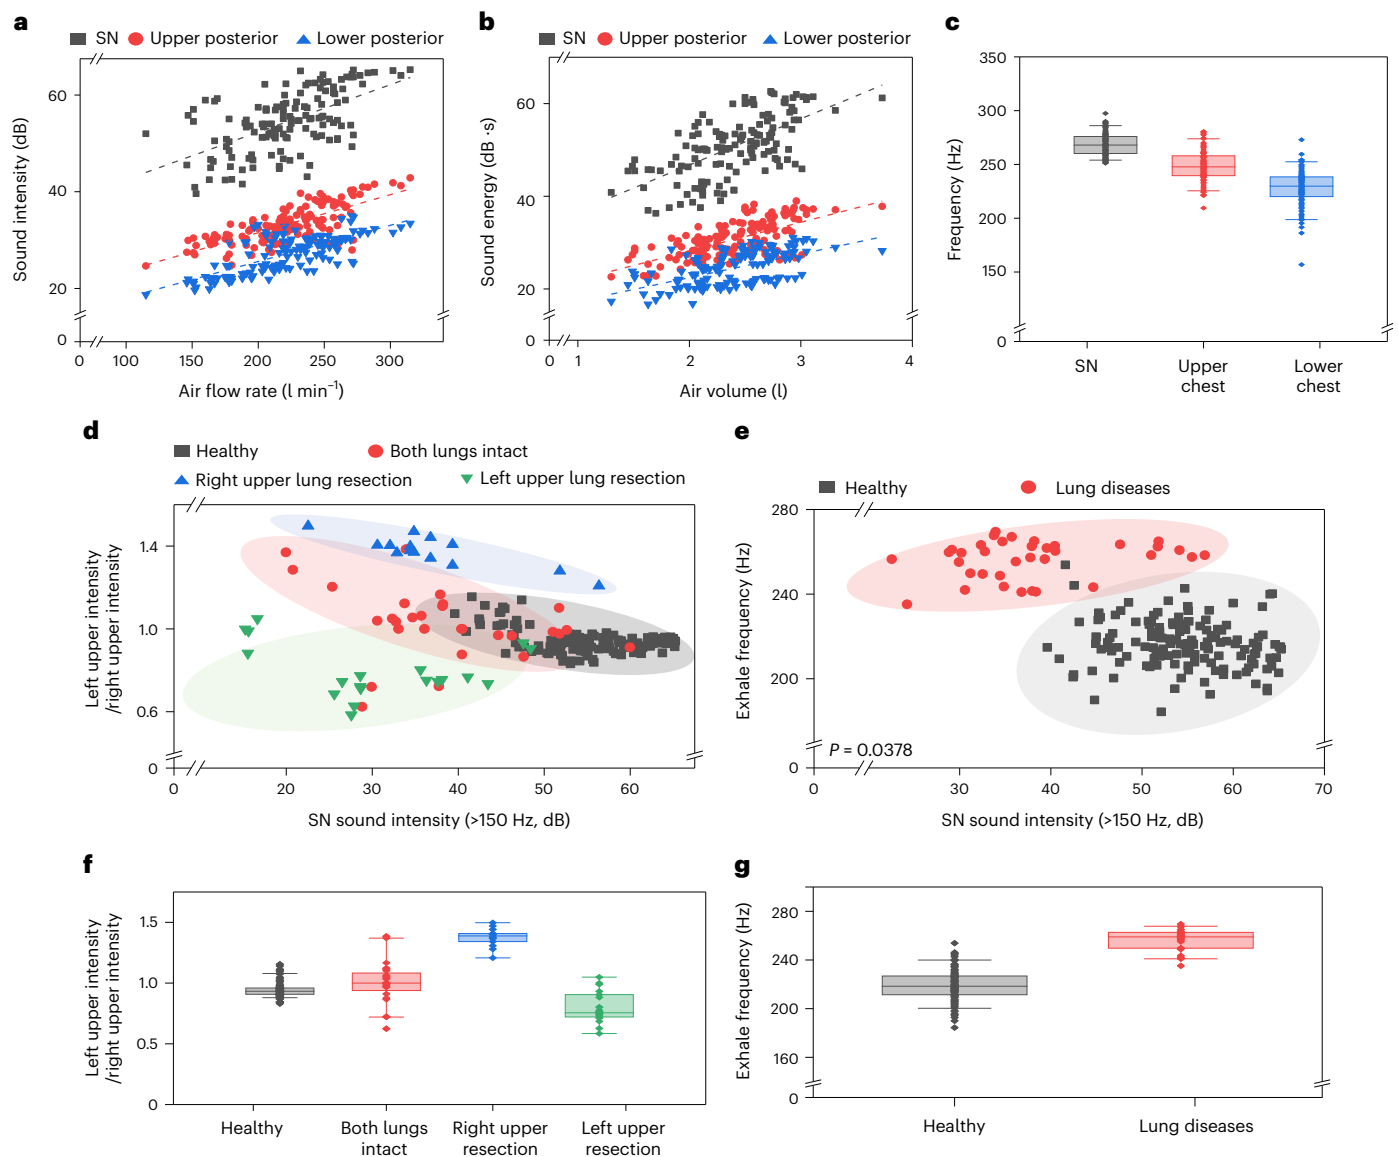 a
SN Upper posterior Lower posterior
Sound intensity (dB)
60
40
20
0
0 100 150 200 250 300
Air flow rate (l min⁻¹)
b
SN Upper posterior Lower posterior
Sound energy (dB·s)
60
40
20
0
0 1 2 3 4
Air volume (l)
c
Frequency (Hz)
350
300
250
200
150
0
SN Upper chest Lower chest
d
Healthy Both lungs intact
Right upper lung resection Left upper lung resection
Left upper intensity
/right upper intensity
1.4
1.0
0.6
0
0 20 30 40 50 60
SN sound intensity (>150 Hz, dB)
e
Healthy Lung diseases
Exhale frequency (Hz)
280
240
200
0
P = 0.0378
0 30 40 50 60 70
SN sound intensity (>150 Hz, dB)
f
Left upper intensity
/right upper intensity
1.5
1.0
0.5
0
Healthy Both lungs Right upper Left upper
intact resection resection
g
Exhale frequency (Hz)
280
240
200
160
0
Healthy Lung diseases